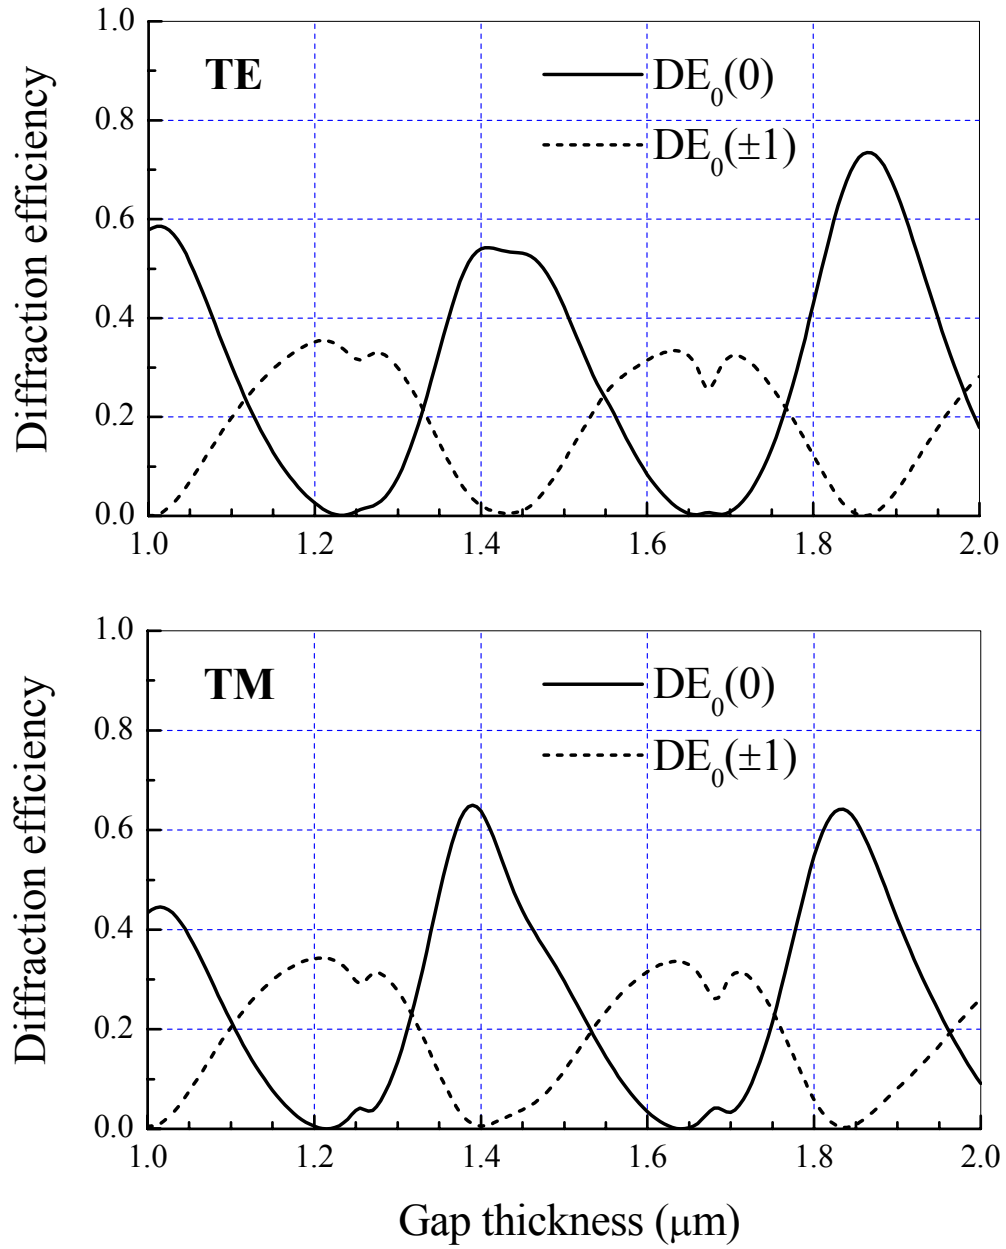 1.0
TE
DE₀(0)
0.8
DE₀(±1)
0.6
0.4
0.2
0.0
Diffraction efficiency
1.0 1.2 1.4 1.6 1.8 2.0
1.0
TM
DE₀(0)
0.8
DE₀(±1)
0.6
0.4
0.2
0.0
Diffraction efficiency
1.0 1.2 1.4 1.6 1.8 2.0
Gap thickness (μm)